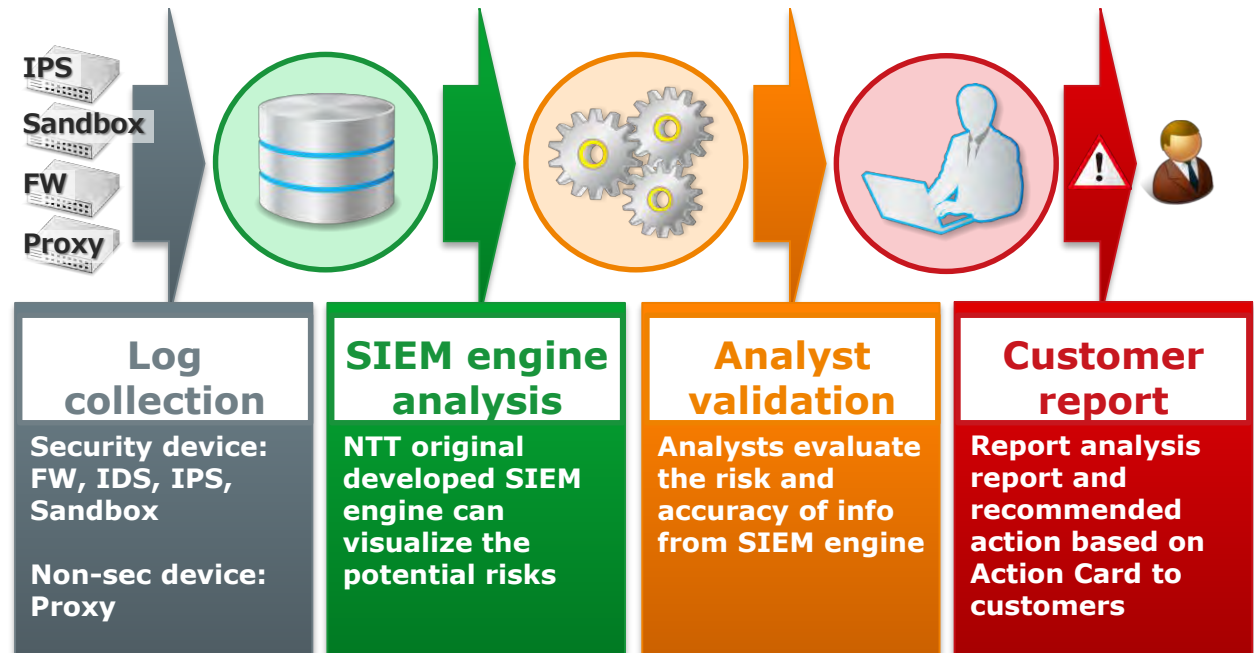 IPS
Sandbox
FW
Proxy
!
Log
collection
Security device:
FW, IDS, IPS,
Sandbox
Non-sec device:
Proxy
SIEM engine
analysis
NTT original
developed SIEM
engine can
visualize the
potential risks
Analyst
validation
Analysts evaluate
the risk and
accuracy of info
from SIEM engine
Customer
report
Report analysis
report and
recommended
action based on
Action Card to
customers